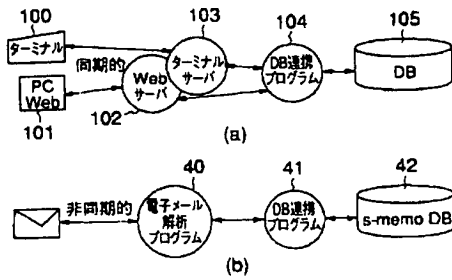 100
ターミナル
同期的
103
ターミナル
サーバ
104
DB連携
プログラム
105
DB
PC
Web
101
Web
サーバ
102
(a)
非同期的
40
電子メール
解析
プログラム
41
DB連携
プログラム
42
s-memo DB
(b)